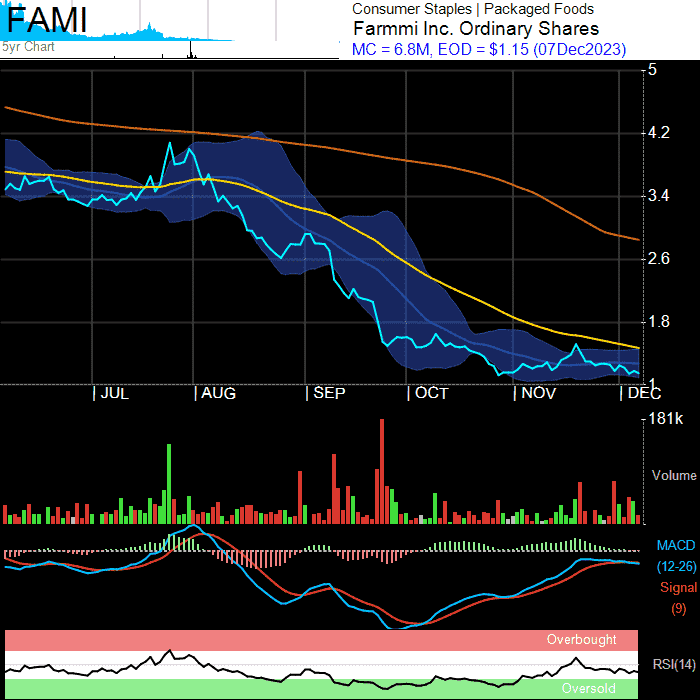 FAMI
5yr Chart
Consumer Staples | Packaged Foods
Farmmi Inc. Ordinary Shares
MC = 6.8M, EOD = $1.15 (07Dec2023)
5
4.2
3.4
2.6
1.8
1
| JUL | AUG | SEP | OCT | NOV | DEC
181k
Volume
MACD
(12-26)
Signal
(9)
Overbought
RSI(14)
Oversold